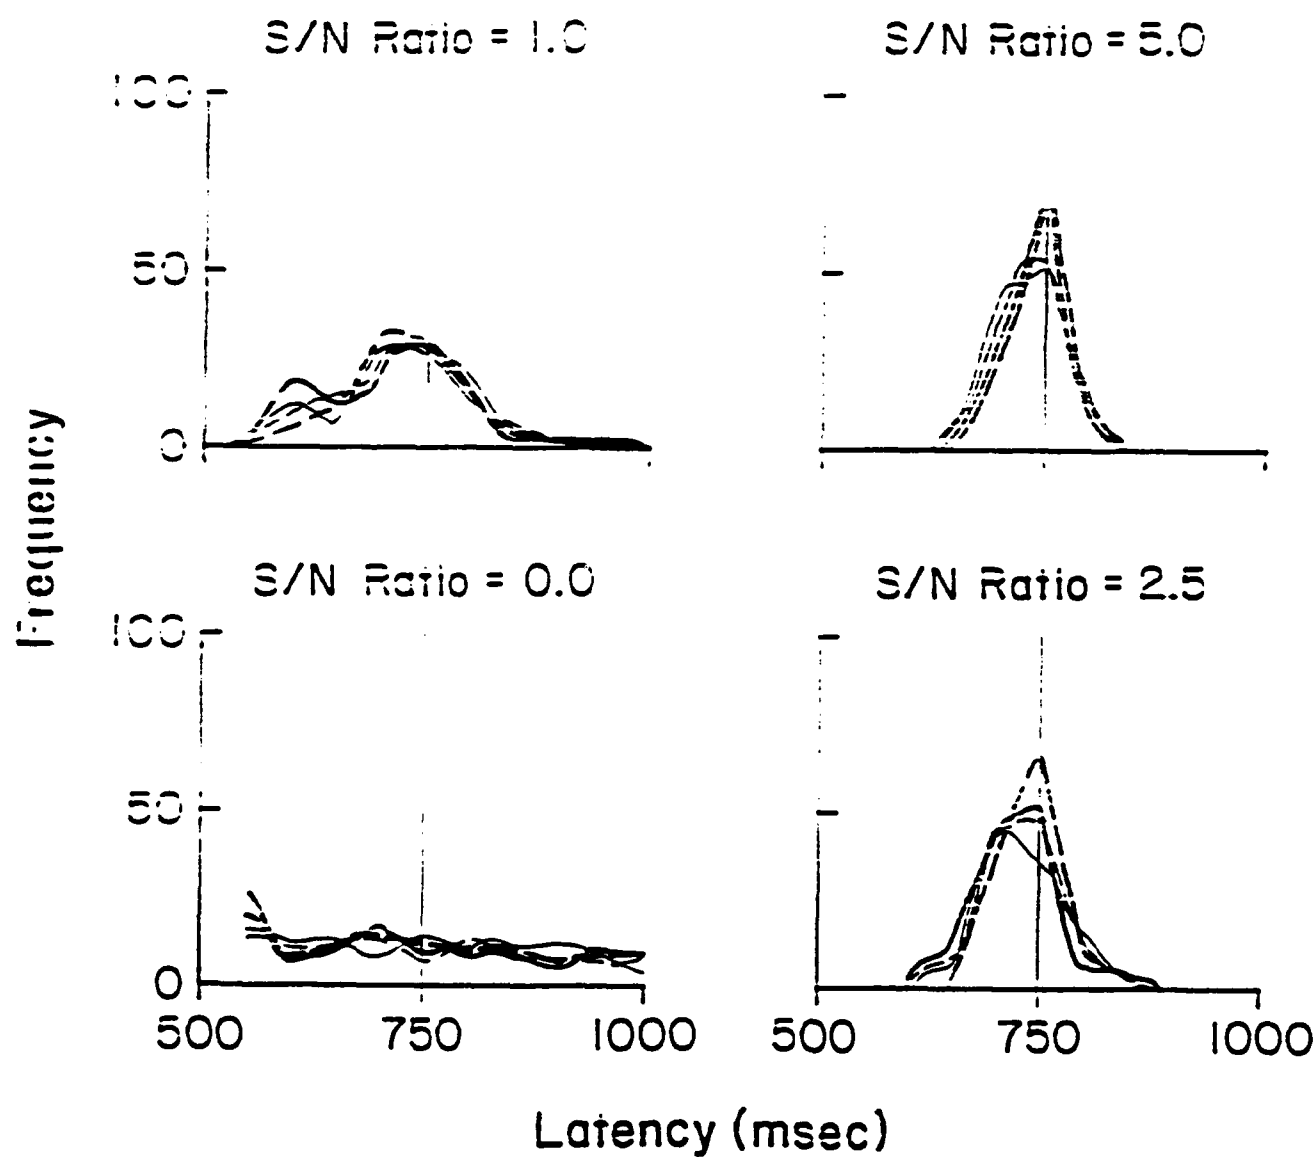 S/N Ratio = 1.0
S/N Ratio = 5.0
100
50
0
Frequency
S/N Ratio = 0.0
S/N Ratio = 2.5
100
50
0
500 750 1000
500 750 1000
Latency (msec)